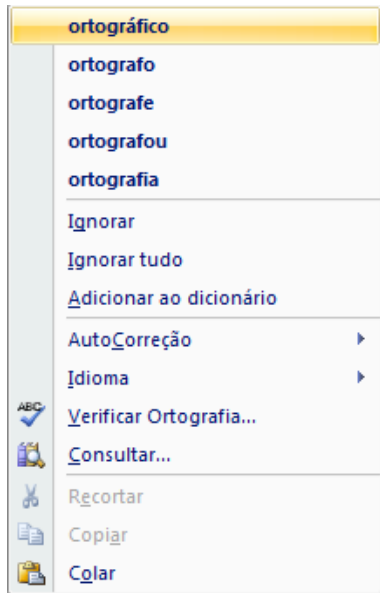 ortográfico
ortografo
ortografe
ortografou
ortografia
Ignorar
Ignorar tudo
Adicionar ao dicionário
AutoCorreção
Idioma
ABC
Verificar Ortografia...
Consultar...
Recortar
Copiar
Colar